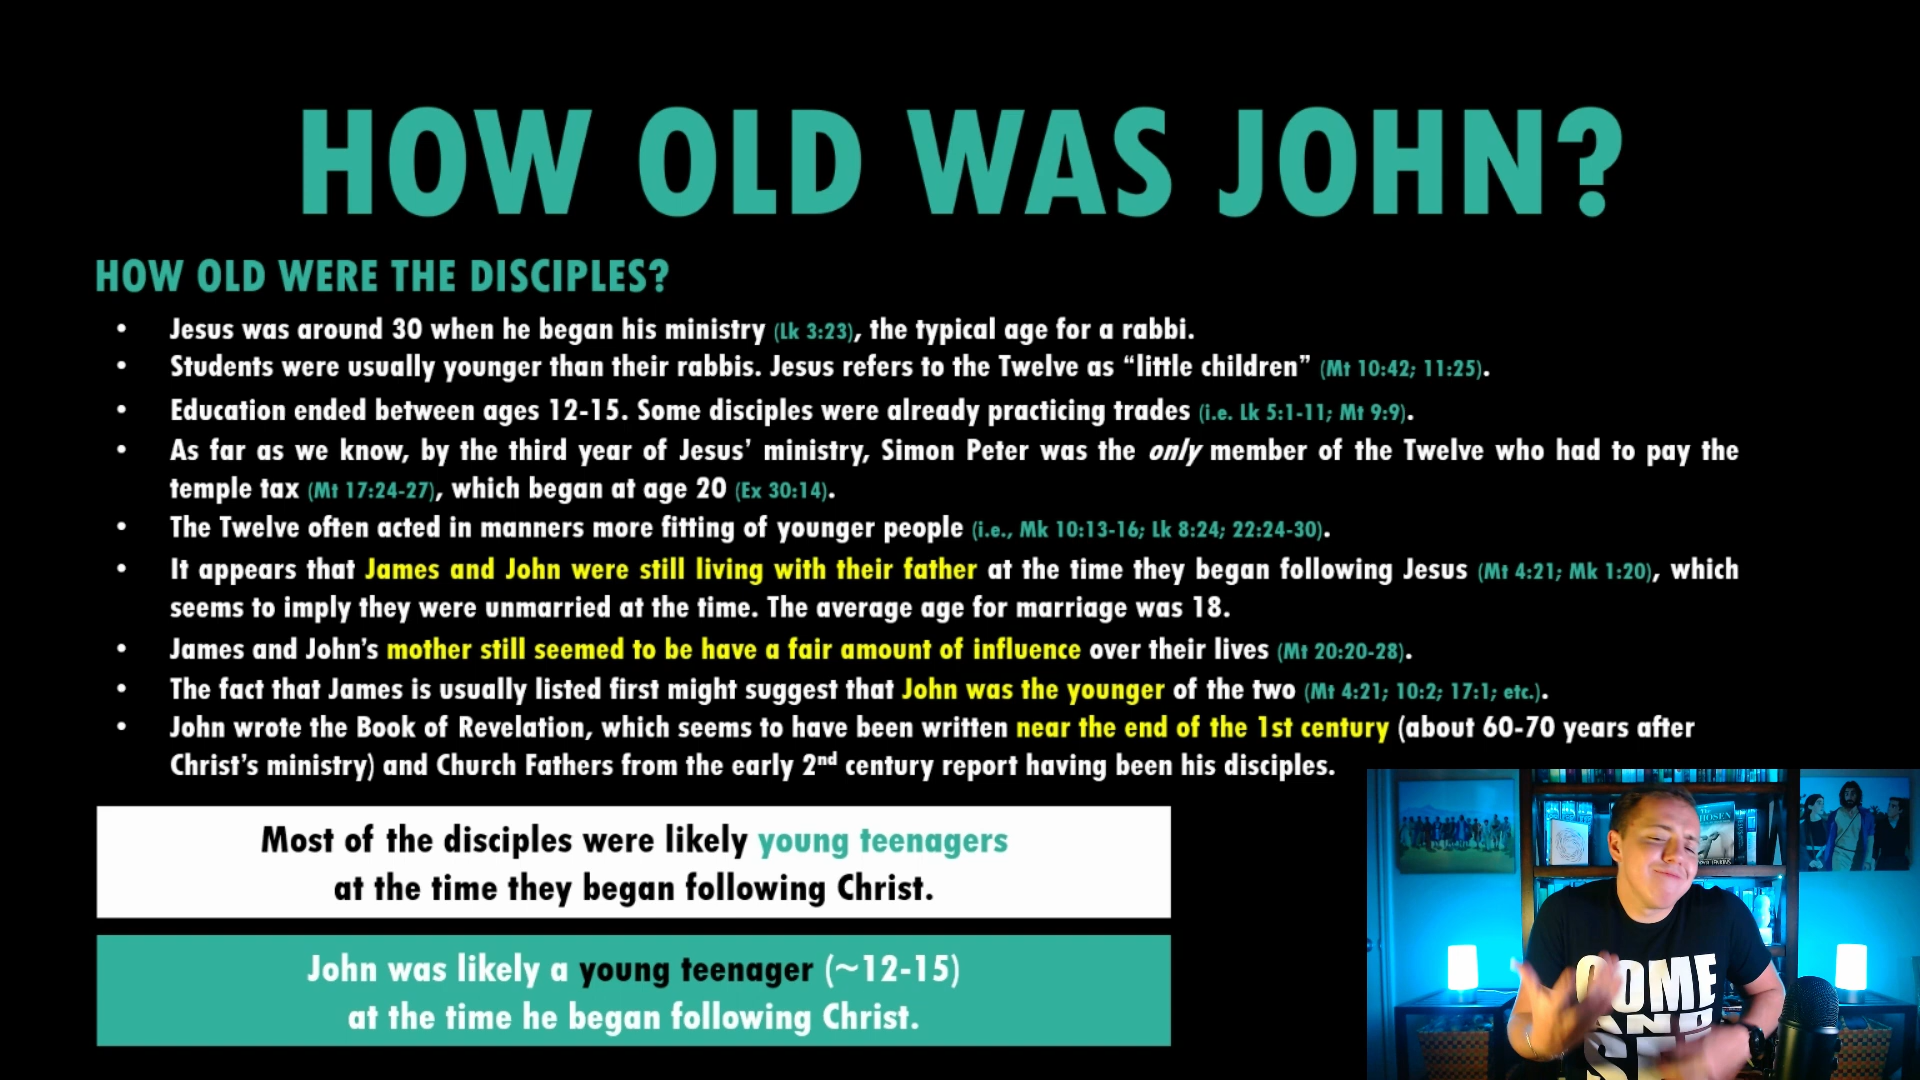 HOW OLD WAS JOHN?
HOW OLD WERE THE DISCIPLES?
• Jesus was around 30 when he began his ministry (Lk 3:23), the typical age for a rabbi.
• Students were usually younger than their rabbis. Jesus refers to the Twelve as “little children” (Mt 10:42; 11:25).
• Education ended between ages 12-15. Some disciples were already practicing trades (i.e. Lk 5:1-11; Mt 9:9).
• As far as we know, by the third year of Jesus’ ministry, Simon Peter was the only member of the Twelve who had to pay the
temple tax (Mt 17:24-27), which began at age 20 (Ex 30:14).
• The Twelve often acted in manners more fitting of younger people (i.e., Mk 10:13-16; Lk 8:24; 22:24-30).
• It appears that James and John were still living with their father at the time they began following Jesus (Mt 4:21; Mk 1:20), which
seems to imply they were unmarried at the time. The average age for marriage was 18.
• James and John’s mother still seemed to be have a fair amount of influence over their lives (Mt 20:20-28).
• The fact that James is usually listed first might suggest that John was the younger of the two (Mt 4:21; 10:2; 17:1; etc.).
• John wrote the Book of Revelation, which seems to have been written near the end of the 1st century (about 60-70 years after
Christ’s ministry) and Church Fathers from the early 2nd century report having been his disciples.
Most of the disciples were likely young teenagers
at the time they began following Christ.
John was likely a young teenager (~12-15)
at the time he began following Christ.
COME
AND